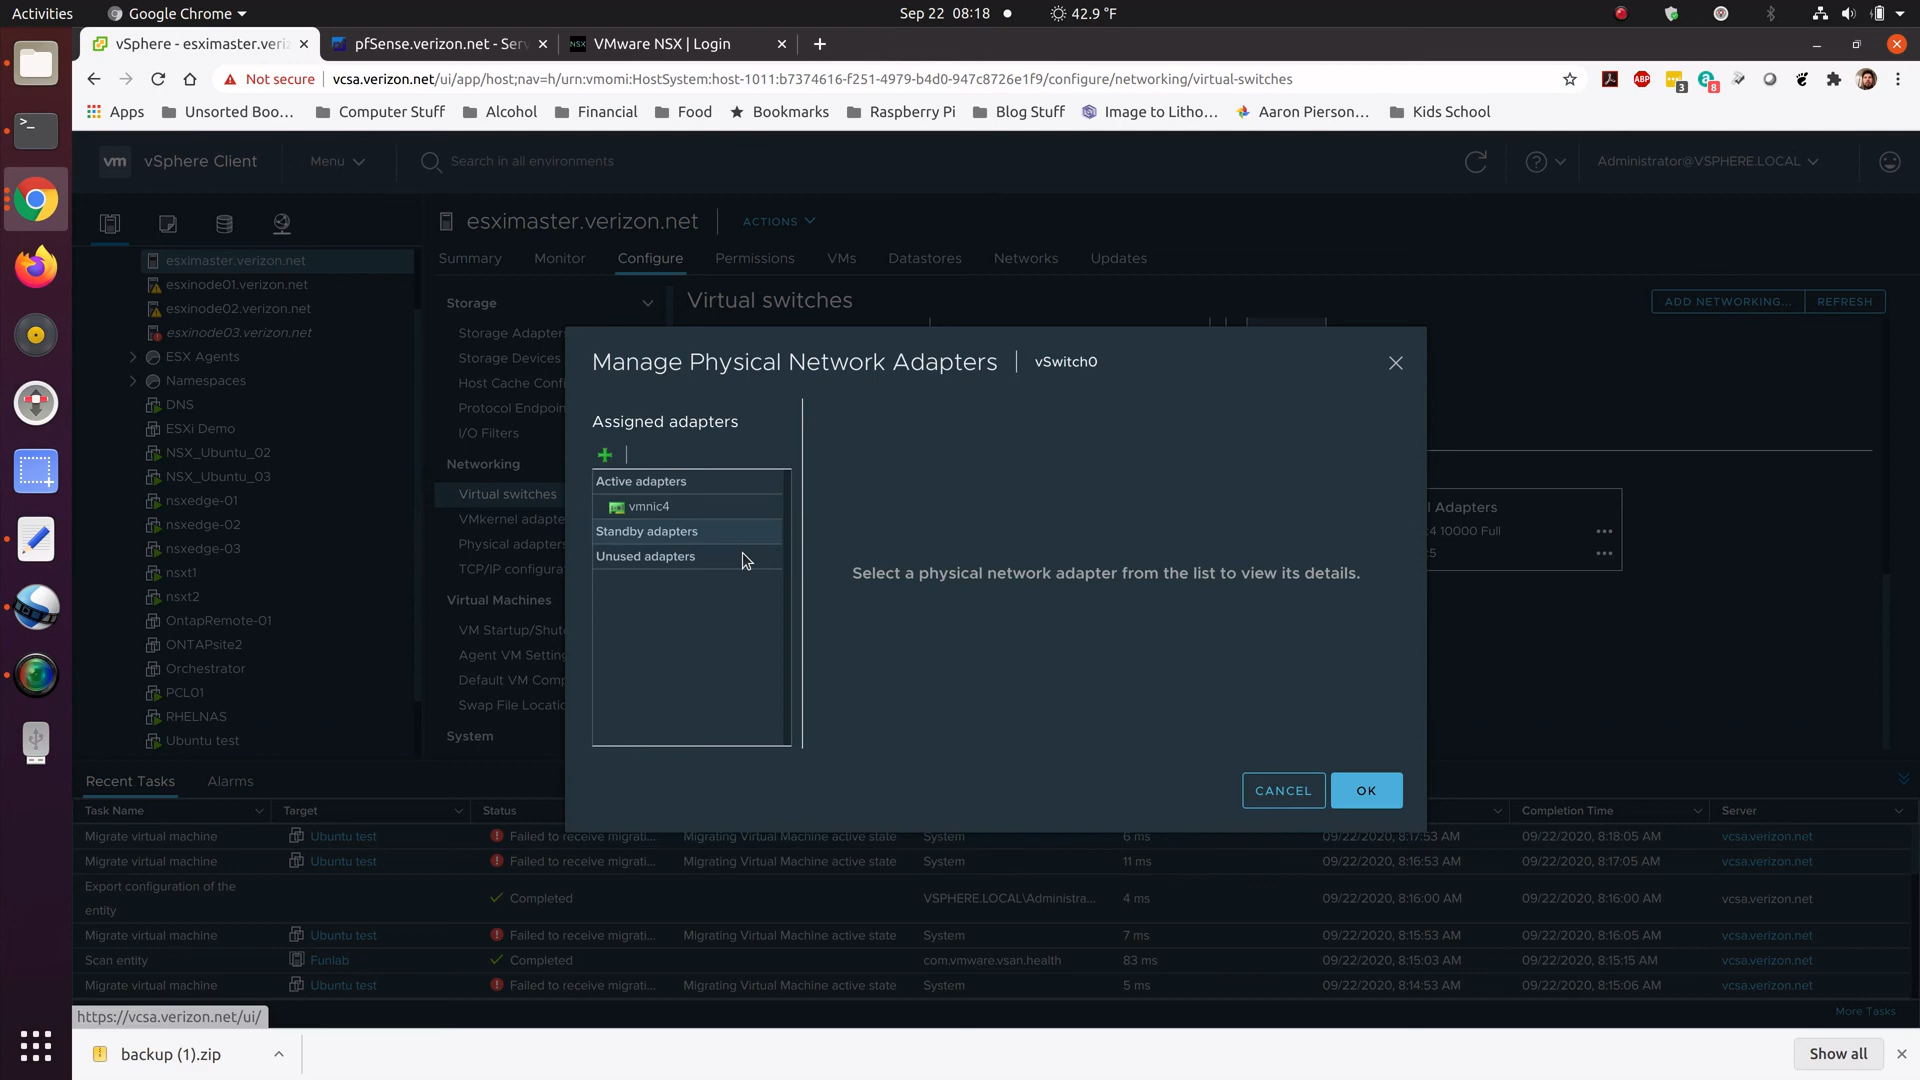 Activities
Google Chrome
Sep 22 08:18
42.9 °F
vSphere - esximaster.veriz
pfSense.verizon.net - Serv
NSX
VMware NSX | Login
Not secure
vcsa.verizon.net/ui/app/host;nav=h/urn:vmomi:HostSystem:host-1011:b7374616-f251-4979-b4d0-947c8726e1f9/configure/networking/virtual-switches
ABP
3
8
Apps
Unsorted Boo...
Computer Stuff
Alcohol
Financial
Food
Bookmarks
Raspberry Pi
Blog Stuff
Image to Litho...
Aaron Pierson...
Kids School
vm
vSphere Client
Menu
Search in all environments
Administrator@VSPHERE.LOCAL
esximaster.verizon.net
ACTIONS
Summary
Monitor
Configure
Permissions
VMs
Datastores
Networks
Updates
esximaster.verizon.net
esxinode01.verizon.net
esxinode02.verizon.net
esxinode03.verizon.net
ESX Agents
Namespaces
DNS
ESXi Demo
NSX_Ubuntu_02
NSX_Ubuntu_03
nsxedge-01
nsxedge-02
nsxedge-03
nsxt1
nsxt2
OntapRemote-01
ONTAPsite2
Orchestrator
PCL01
RHELNAS
Ubuntu test
Storage
Storage Adapters
Storage Devices
Host Cache Confi
Protocol Endpoin
I/O Filters
Networking
Virtual switches
VMkernel adapte
Physical adapters
TCP/IP configura
Virtual Machines
VM Startup/Shut
Agent VM Setting
Default VM Comp
Swap File Locatio
System
Virtual switches
ADD NETWORKING...
REFRESH
l Adapters
4 10000 Full
5
Manage Physical Network Adapters
vSwitch0
Assigned adapters
Active adapters
vmnic4
Standby adapters
Unused adapters
Select a physical network adapter from the list to view its details.
CANCEL
OK
Recent Tasks
Alarms
Task Name
Target
Status
Completion Time
Server
Migrate virtual machine
Ubuntu test
Failed to receive migrati...
Migrating Virtual Machine active state
System
6 ms
09/22/2020, 8:17:53 AM
09/22/2020, 8:18:05 AM
vcsa.verizon.net
Migrate virtual machine
Ubuntu test
Failed to receive migrati...
Migrating Virtual Machine active state
System
11 ms
09/22/2020, 8:16:53 AM
09/22/2020, 8:17:05 AM
vcsa.verizon.net
Export configuration of the
entity
Completed
VSPHERE.LOCAL\Administra...
4 ms
09/22/2020, 8:16:00 AM
09/22/2020, 8:16:00 AM
vcsa.verizon.net
Migrate virtual machine
Ubuntu test
Failed to receive migrati...
Migrating Virtual Machine active state
System
7 ms
09/22/2020, 8:15:53 AM
09/22/2020, 8:16:05 AM
vcsa.verizon.net
Scan entity
Funlab
Completed
com.vmware.vsan.health
83 ms
09/22/2020, 8:15:03 AM
09/22/2020, 8:15:15 AM
vcsa.verizon.net
Migrate virtual machine
Ubuntu test
Failed to receive migrati...
Migrating Virtual Machine active state
System
5 ms
09/22/2020, 8:14:53 AM
09/22/2020, 8:15:06 AM
vcsa.verizon.net
https://vcsa.verizon.net/ui/
More Tasks
backup (1).zip
Show all